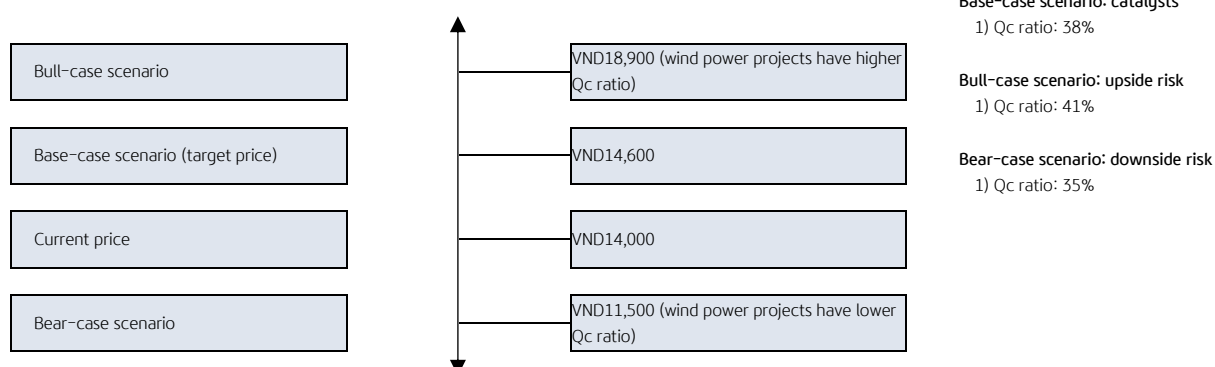 Base-case scenario: catalysts
1) Qc ratio: 38%
Bull-case scenario
VND18,900 (wind power projects have higher
Qc ratio)
Bull-case scenario: upside risk
1) Qc ratio: 41%
Base-case scenario (target price)
VND14,600
Bear-case scenario: downside risk
1) Qc ratio: 35%
Current price
VND14,000
Bear-case scenario
VND11,500 (wind power projects have lower
Qc ratio)